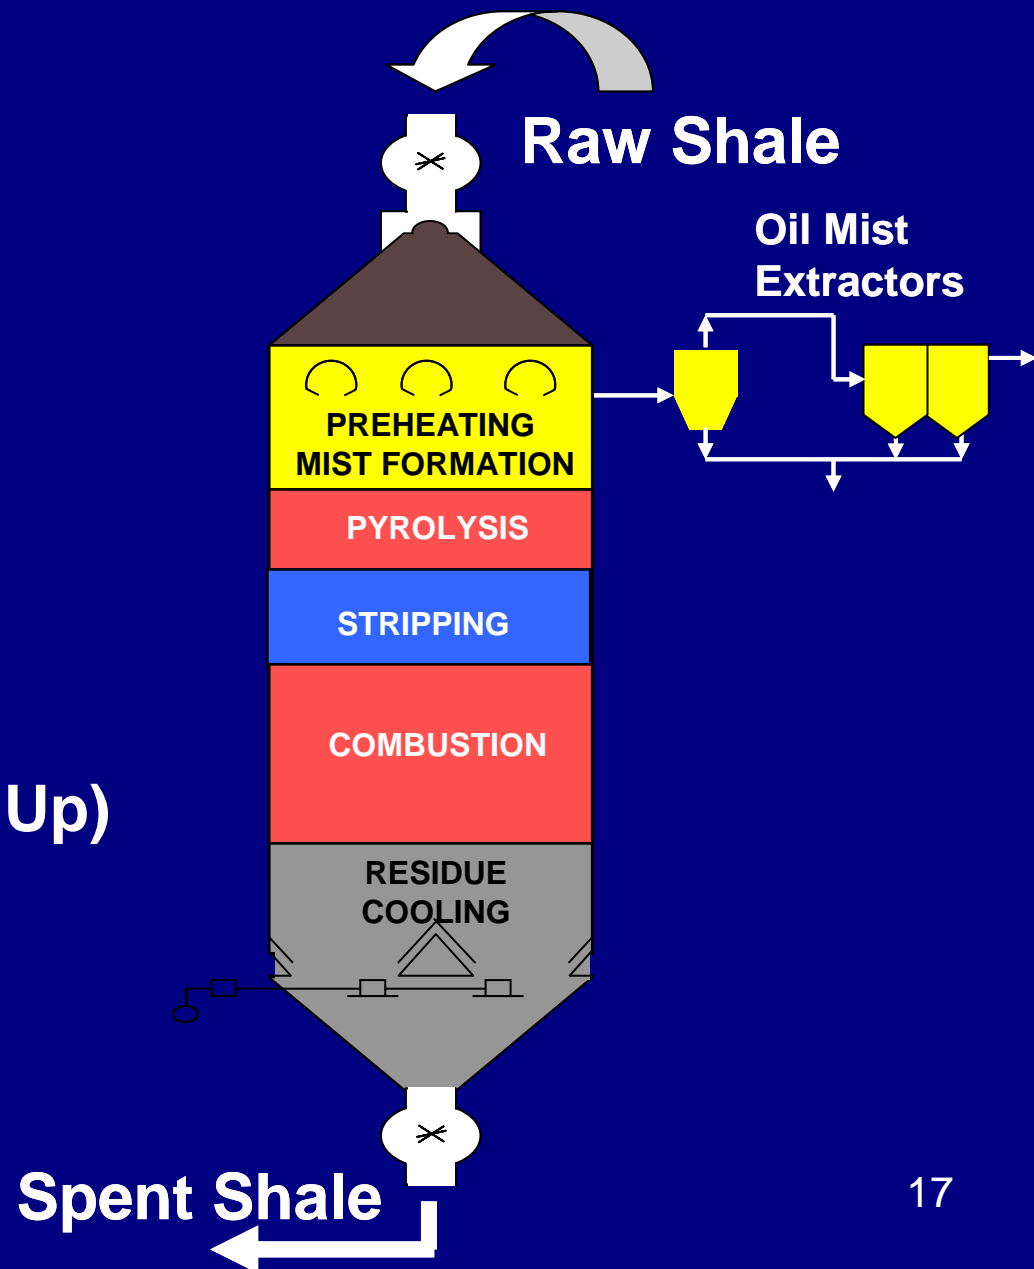 Raw Shale
Oil Mist
Extractors
PREHEATING
MIST FORMATION
PYROLYSIS
STRIPPING
COMBUSTION
Up)
RESIDUE
COOLING
Spent Shale
17